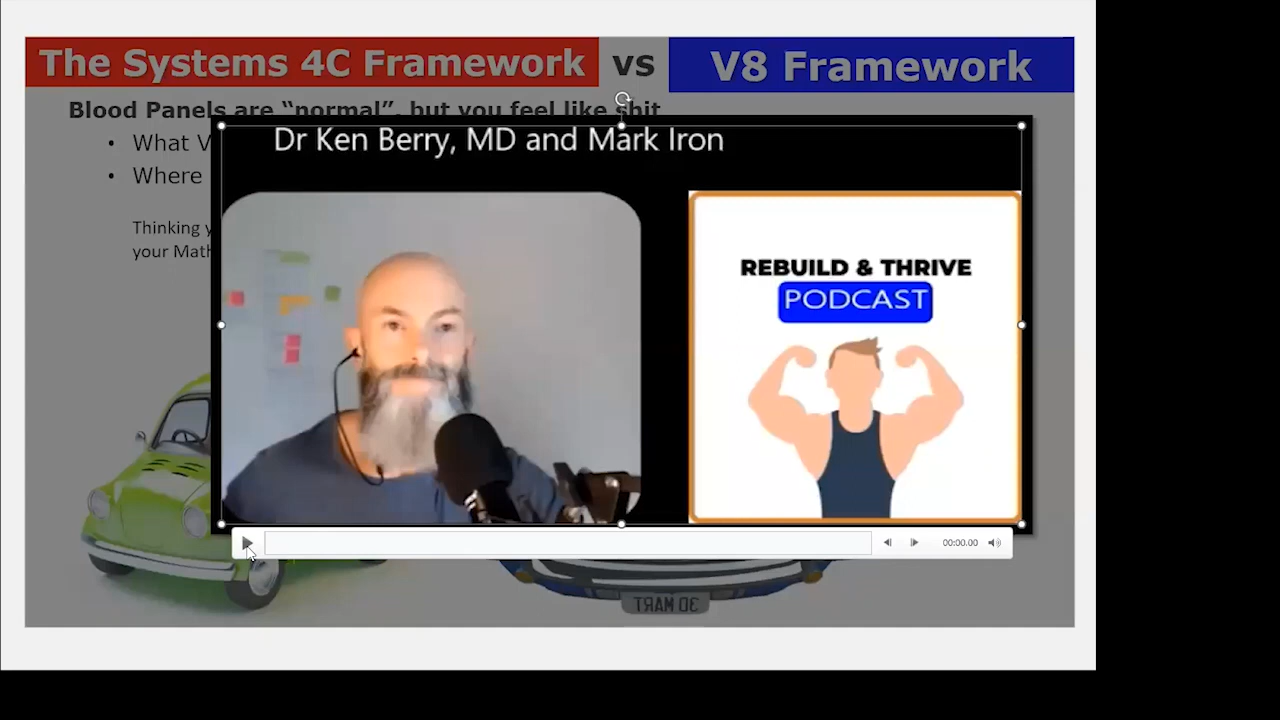 The Systems 4C Framework vs V8 Framework
Blood Panels are “normal”, but you feel like shit
• What V
• Where
Thinking y
your Math
Dr Ken Berry, MD and Mark Iron
REBUILD & THRIVE
PODCAST
00:00.00